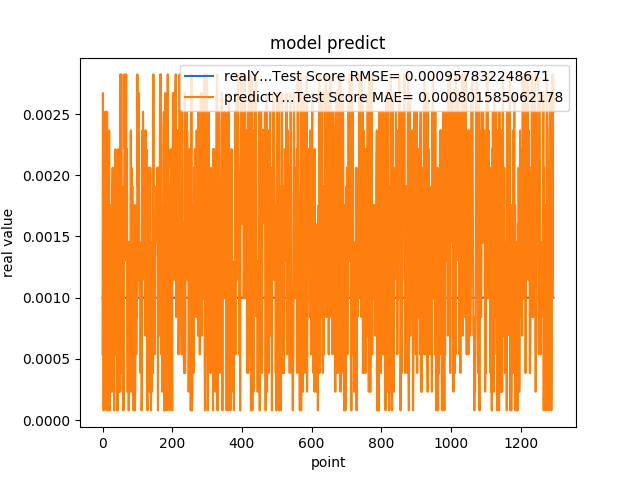 model predict
realY...Test Score RMSE= 0.000957832248671
predictY...Test Score MAE= 0.000801585062178
0.0025
0.0020
0.0015
0.0010
0.0005
0.0000
real value
0 200 400 600 800 1000 1200
point